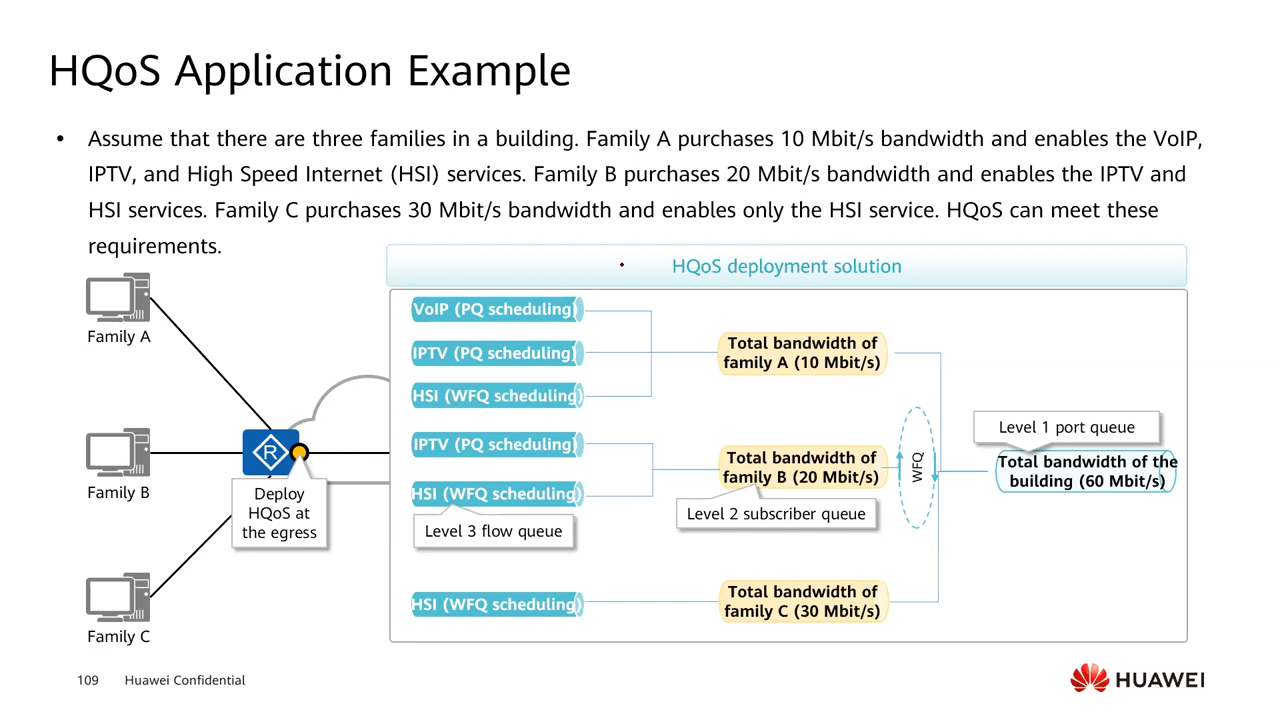 HQoS Application Example
• Assume that there are three families in a building. Family A purchases 10 Mbit/s bandwidth and enables the VoIP,
IPTV, and High Speed Internet (HSI) services. Family B purchases 20 Mbit/s bandwidth and enables the IPTV and
HSI services. Family C purchases 30 Mbit/s bandwidth and enables only the HSI service. HQoS can meet these
requirements.
HQoS deployment solution
Family A
Family B
Family C
R
Deploy
HQoS at
the egress
VoIP (PQ scheduling)
IPTV (PQ scheduling)
HSI (WFQ scheduling)
IPTV (PQ scheduling)
HSI (WFQ scheduling)
Level 3 flow queue
HSI (WFQ scheduling)
Total bandwidth of
family A (10 Mbit/s)
Total bandwidth of
family B (20 Mbit/s)
Level 2 subscriber queue
Total bandwidth of
family C (30 Mbit/s)
WFQ
Level 1 port queue
Total bandwidth of the
building (60 Mbit/s)
109 Huawei Confidential
HUAWEI